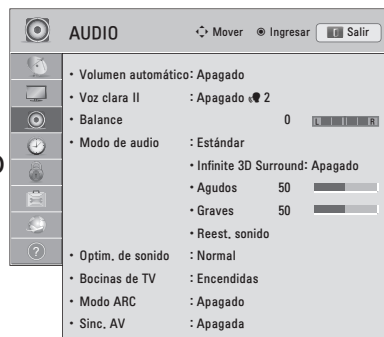 AUDIO Mover Ingresar Salir
• Volumen automático: Apagado
• Voz clara II : Apagado 2
• Balance 0 L R
• Modo de audio : Estándar
• Infinite 3D Surround: Apagado
• Agudos 50
• Graves 50
• Reest. sonido
• Optim. de sonido : Normal
• Bocinas de TV : Encendidas
• Modo ARC : Apagado
• Sinc. AV : Apagada
?